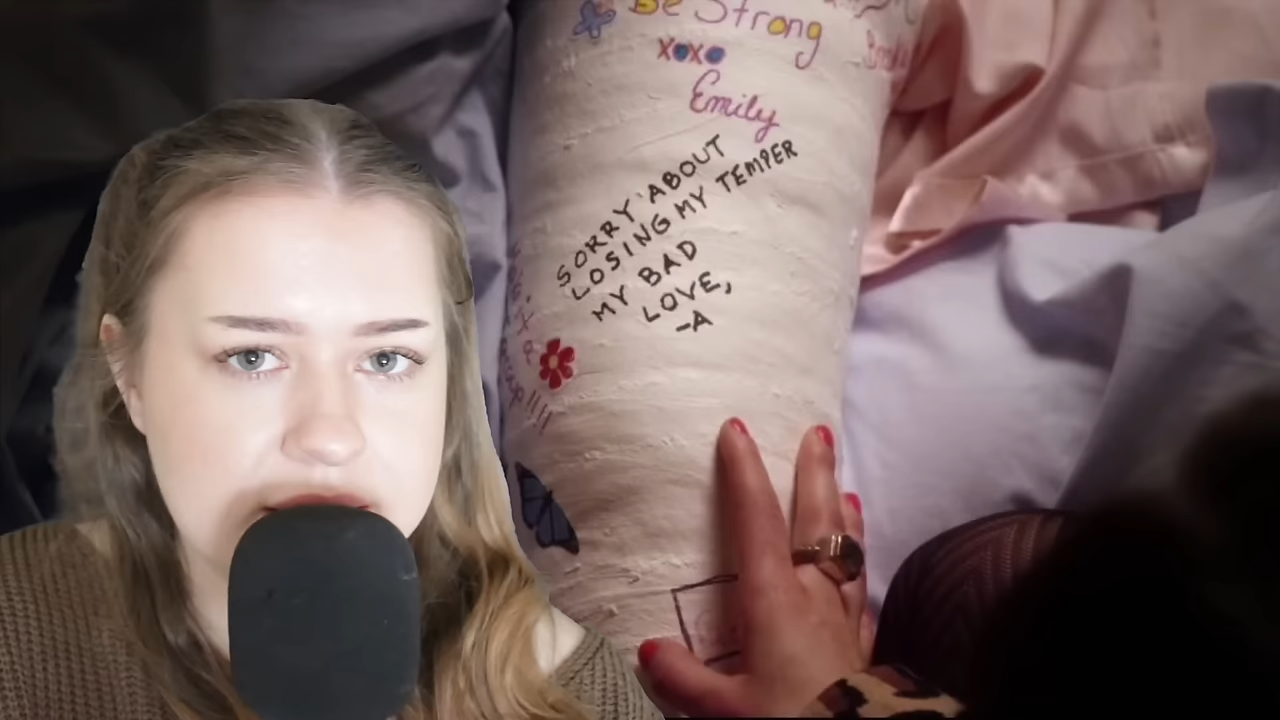 Be Strong
xoxo
Emily
SORRY ABOUT
LOSING MY TEMPER
MY BAD
LOVE,
-A